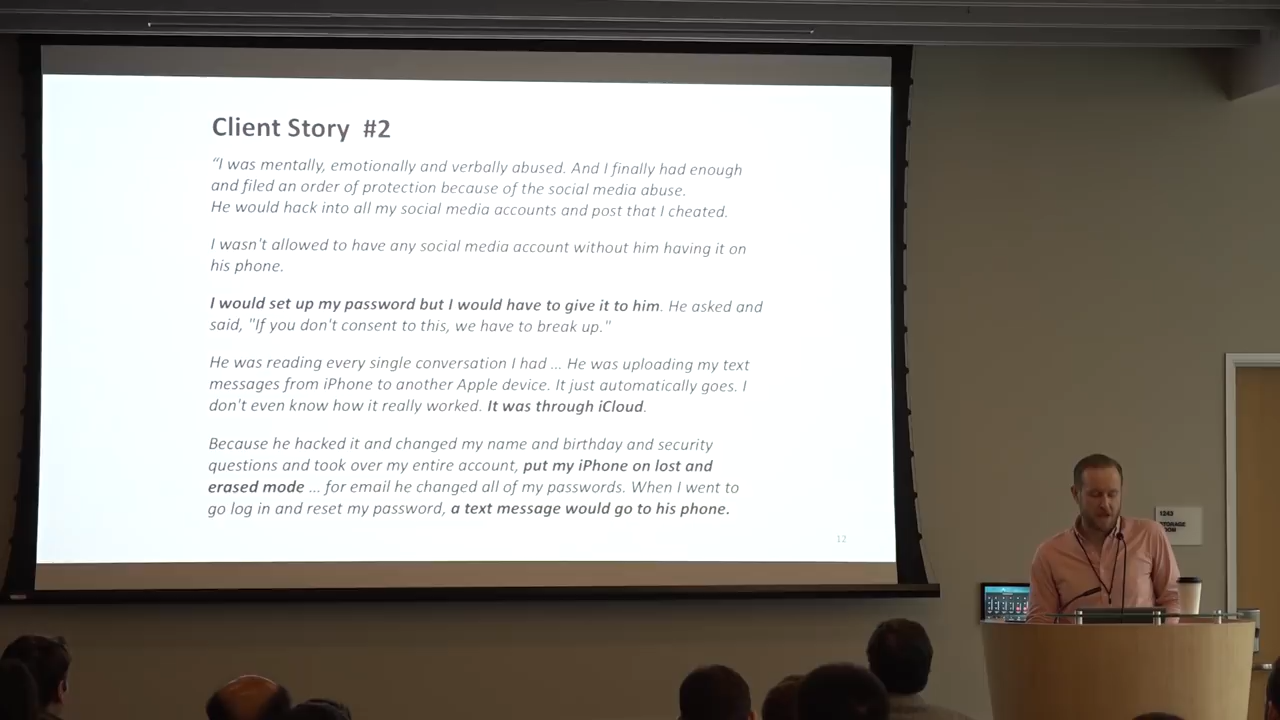 Client Story #2
“I was mentally, emotionally and verbally abused. And I finally had enough
and filed an order of protection because of the social media abuse.
He would hack into all my social media accounts and post that I cheated.
I wasn't allowed to have any social media account without him having it on
his phone.
I would set up my password but I would have to give it to him. He asked and
said, "If you don't consent to this, we have to break up."
He was reading every single conversation I had ... He was uploading my text
messages from iPhone to another Apple device. It just automatically goes. I
don't even know how it really worked. It was through iCloud.
Because he hacked it and changed my name and birthday and security
questions and took over my entire account, put my iPhone on lost and
erased mode ... for email he changed all of my passwords. When I went to
go log in and reset my password, a text message would go to his phone.
12
1243
STORAGE
ROOM